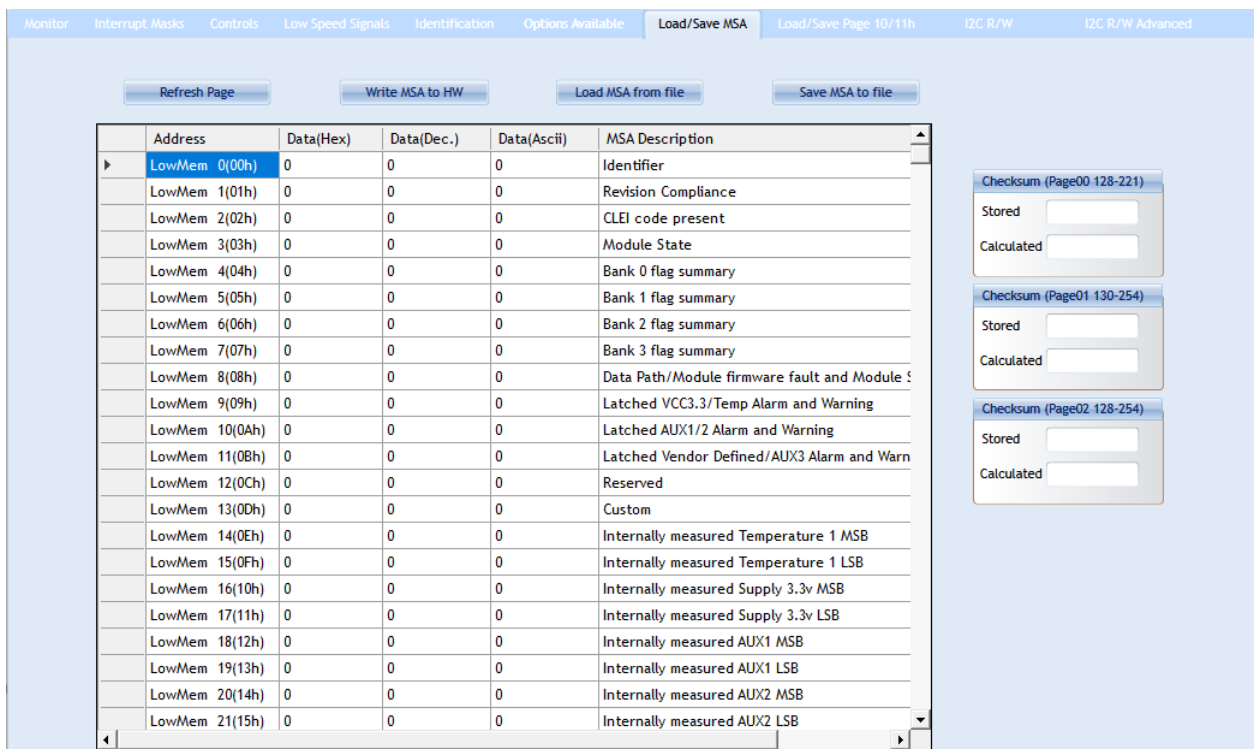 Monitor Interrupt Masks Controls Low Speed Signals Identification Options Available Load/Save MSA Load/Save Page 10/11h I2C R/W I2C R/W Advanced
Refresh Page Write MSA to HW Load MSA from file Save MSA to file
Address Data(Hex) Data(Dec.) Data(Ascii) MSA Description
LowMem 0(00h) 0 0 0 Identifier
LowMem 1(01h) 0 0 0 Revision Compliance
LowMem 2(02h) 0 0 0 CLEI code present
LowMem 3(03h) 0 0 0 Module State
LowMem 4(04h) 0 0 0 Bank 0 flag summary
LowMem 5(05h) 0 0 0 Bank 1 flag summary
LowMem 6(06h) 0 0 0 Bank 2 flag summary
LowMem 7(07h) 0 0 0 Bank 3 flag summary
LowMem 8(08h) 0 0 0 Data Path/Module firmware fault and Module S
LowMem 9(09h) 0 0 0 Latched VCC3.3/Temp Alarm and Warning
LowMem 10(0Ah) 0 0 0 Latched AUX1/2 Alarm and Warning
LowMem 11(0Bh) 0 0 0 Latched Vendor Defined/AUX3 Alarm and Warn
LowMem 12(0Ch) 0 0 0 Reserved
LowMem 13(0Dh) 0 0 0 Custom
LowMem 14(0Eh) 0 0 0 Internally measured Temperature 1 MSB
LowMem 15(0Fh) 0 0 0 Internally measured Temperature 1 LSB
LowMem 16(10h) 0 0 0 Internally measured Supply 3.3v MSB
LowMem 17(11h) 0 0 0 Internally measured Supply 3.3v LSB
LowMem 18(12h) 0 0 0 Internally measured AUX1 MSB
LowMem 19(13h) 0 0 0 Internally measured AUX1 LSB
LowMem 20(14h) 0 0 0 Internally measured AUX2 MSB
LowMem 21(15h) 0 0 0 Internally measured AUX2 LSB
Checksum (Page00 128-221)
Stored
Calculated
Checksum (Page01 130-254)
Stored
Calculated
Checksum (Page02 128-254)
Stored
Calculated